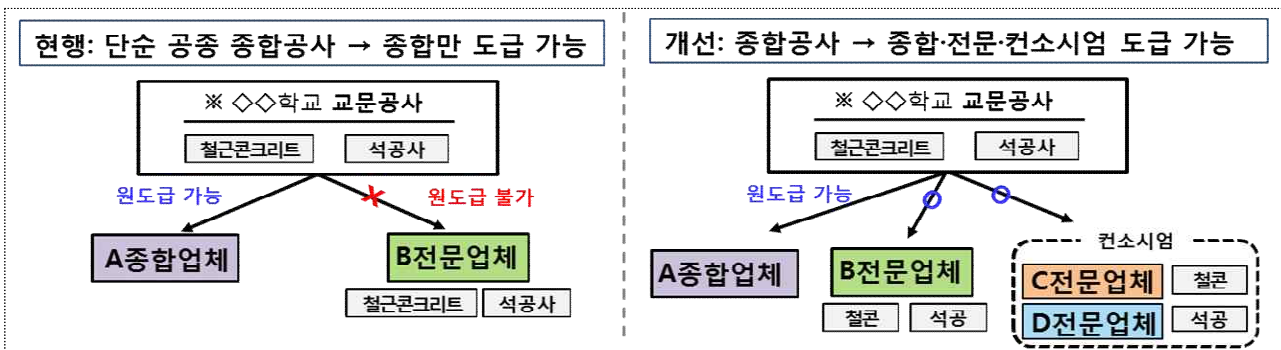 현행: 단순 공종 종합공사 → 종합만 도급 가능
※ ◇◇학교 교문공사
철근콘크리트 석공사
원도급 가능 원도급 불가
A종합업체 B전문업체
철근콘크리트 석공사
개선: 종합공사 → 종합·전문·컨소시엄 도급 가능
※ ◇◇학교 교문공사
철근콘크리트 석공사
원도급 가능
A종합업체 B전문업체
철콘 석공
컨소시엄
C전문업체 철콘
D전문업체 석공